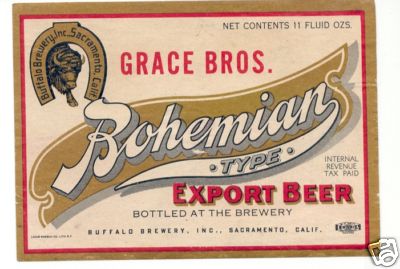 NET CONTENTS 11 FLUID OZS.
Buffalo Brewery, Inc., Sacramento, Calif.
GRACE BROS.
Bohemian
TYPE
INTERNAL
REVENUE
TAX PAID
EXPORT BEER
BOTTLED AT THE BREWERY
BUFFALO BREWERY, INC., SACRAMENTO, CALIF.